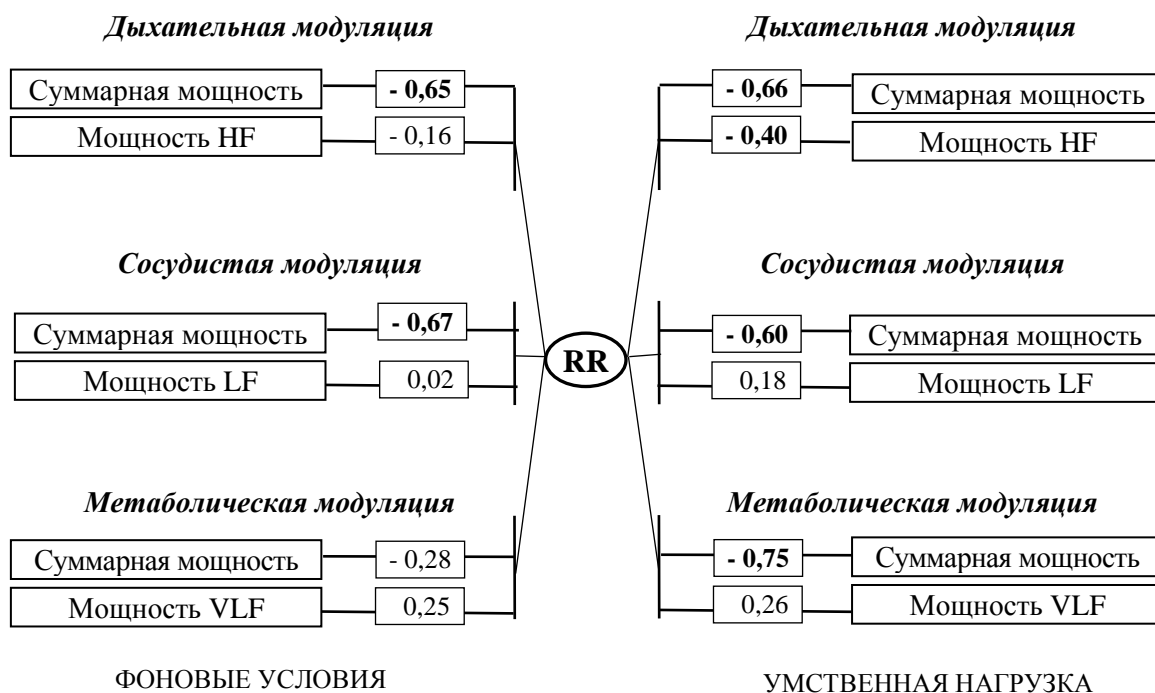 Дыхательная модуляция
Суммарная мощность
- 0,65
Мощность HF
- 0,16
Сосудистая модуляция
Суммарная мощность
- 0,67
Мощность LF
0,02
Метаболическая модуляция
Суммарная мощность
- 0,28
Мощность VLF
0,25
ФОНОВЫЕ УСЛОВИЯ
RR
Дыхательная модуляция
- 0,66
Суммарная мощность
- 0,40
Мощность HF
Сосудистая модуляция
- 0,60
Суммарная мощность
0,18
Мощность LF
Метаболическая модуляция
- 0,75
Суммарная мощность
0,26
Мощность VLF
УМСТВЕННАЯ НАГРУЗКА